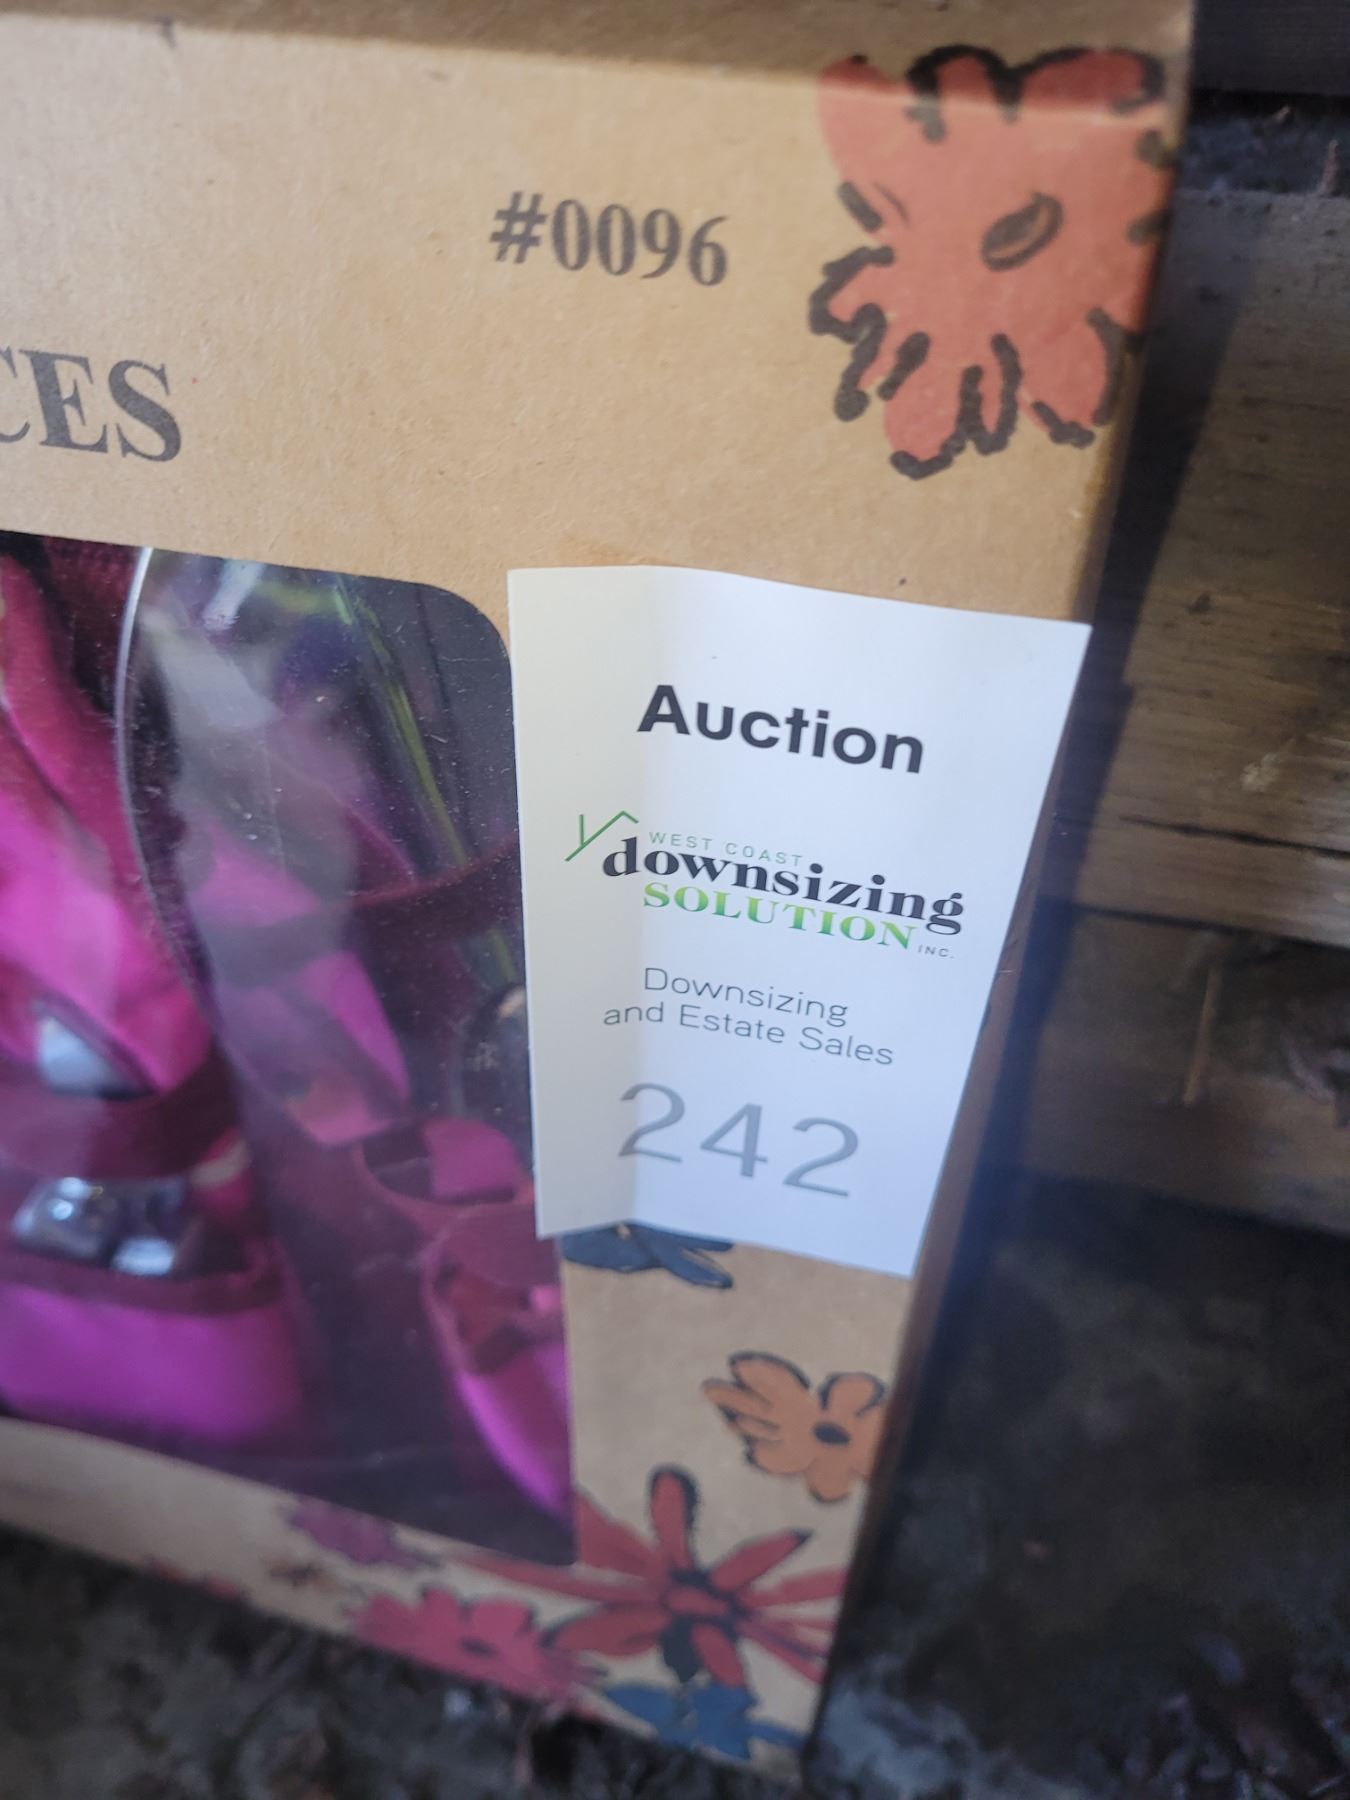 #0096
CES
Auction
WEST COAST
downsizing
SOLUTION INC.
Downsizing
and Estate Sales
242